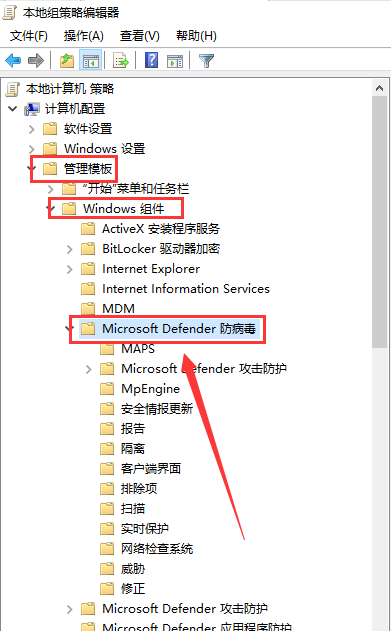 本地组策略编辑器
文件(F) 操作(A) 查看(V) 帮助(H)
本地计算机 策略
计算机配置
软件设置
Windows 设置
管理模板
“开始”菜单和任务栏
Windows 组件
ActiveX 安装程序服务
BitLocker 驱动器加密
Internet Explorer
Internet Information Services
MDM
Microsoft Defender 防病毒
MAPS
Microsoft Defender 攻击防护
MpEngine
安全情报更新
报告
隔离
客户端界面
排除项
扫描
实时保护
网络检查系统
威胁
修正
Microsoft Defender 攻击防护
Microsoft Defender 应用程序防护